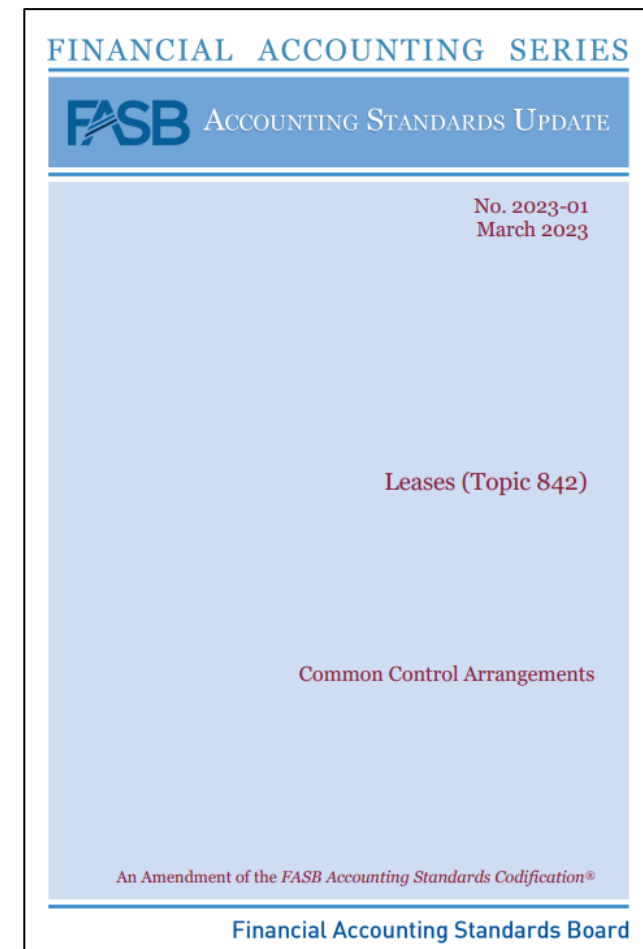 FINANCIAL ACCOUNTING SERIES
FASB ACCOUNTING STANDARDS UPDATE
No. 2023-01
March 2023
Leases (Topic 842)
Common Control Arrangements
An Amendment of the FASB Accounting Standards Codification®
Financial Accounting Standards Board